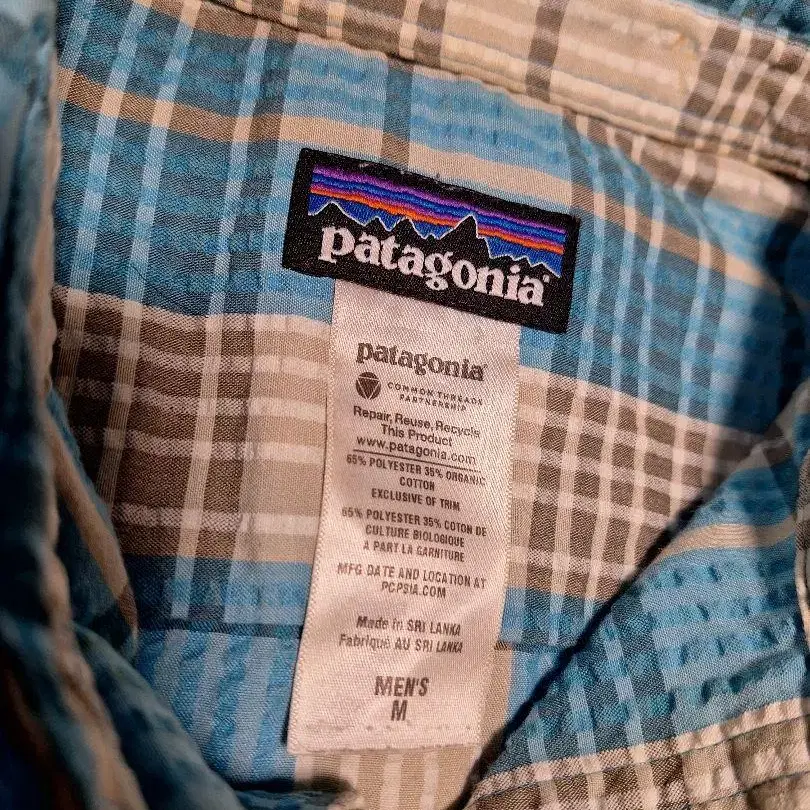 patagonia®
patagonia®
COMMON THREADS
PARTNERSHIP
Repair, Reuse, Recycle
This Product
www.patagonia.com
65% POLYESTER 35% ORGANIC
COTTON
EXCLUSIVE OF TRIM
65% POLYESTER 35% COTON DE
CULTURE BIOLOGIQUE
A PART LA GARNITURE
MFG DATE AND LOCATION AT
PCPSIA.COM
Made in SRI LANKA
Fabriqué AU SRI LANKA
MEN'S
M